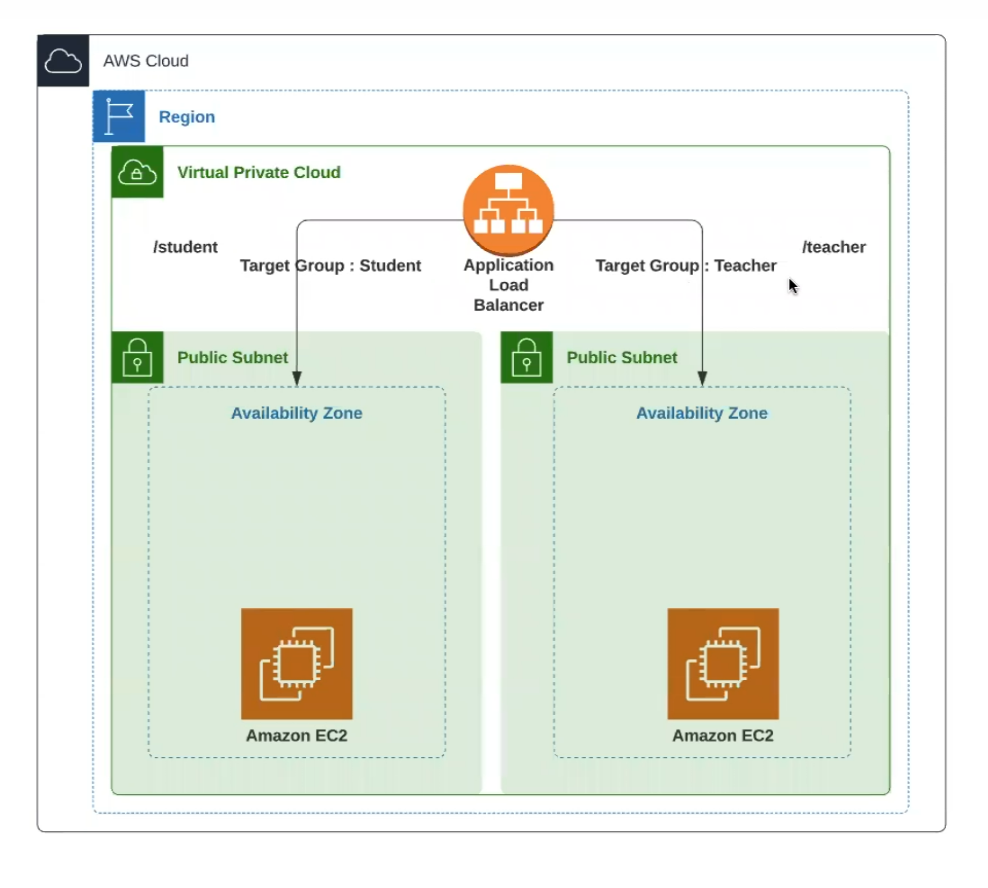 AWS Cloud
Region
Virtual Private Cloud
/student
/teacher
Target Group : Student
Application
Load
Balancer
Target Group : Teacher
Public Subnet
Public Subnet
Availability Zone
Availability Zone
Amazon EC2
Amazon EC2